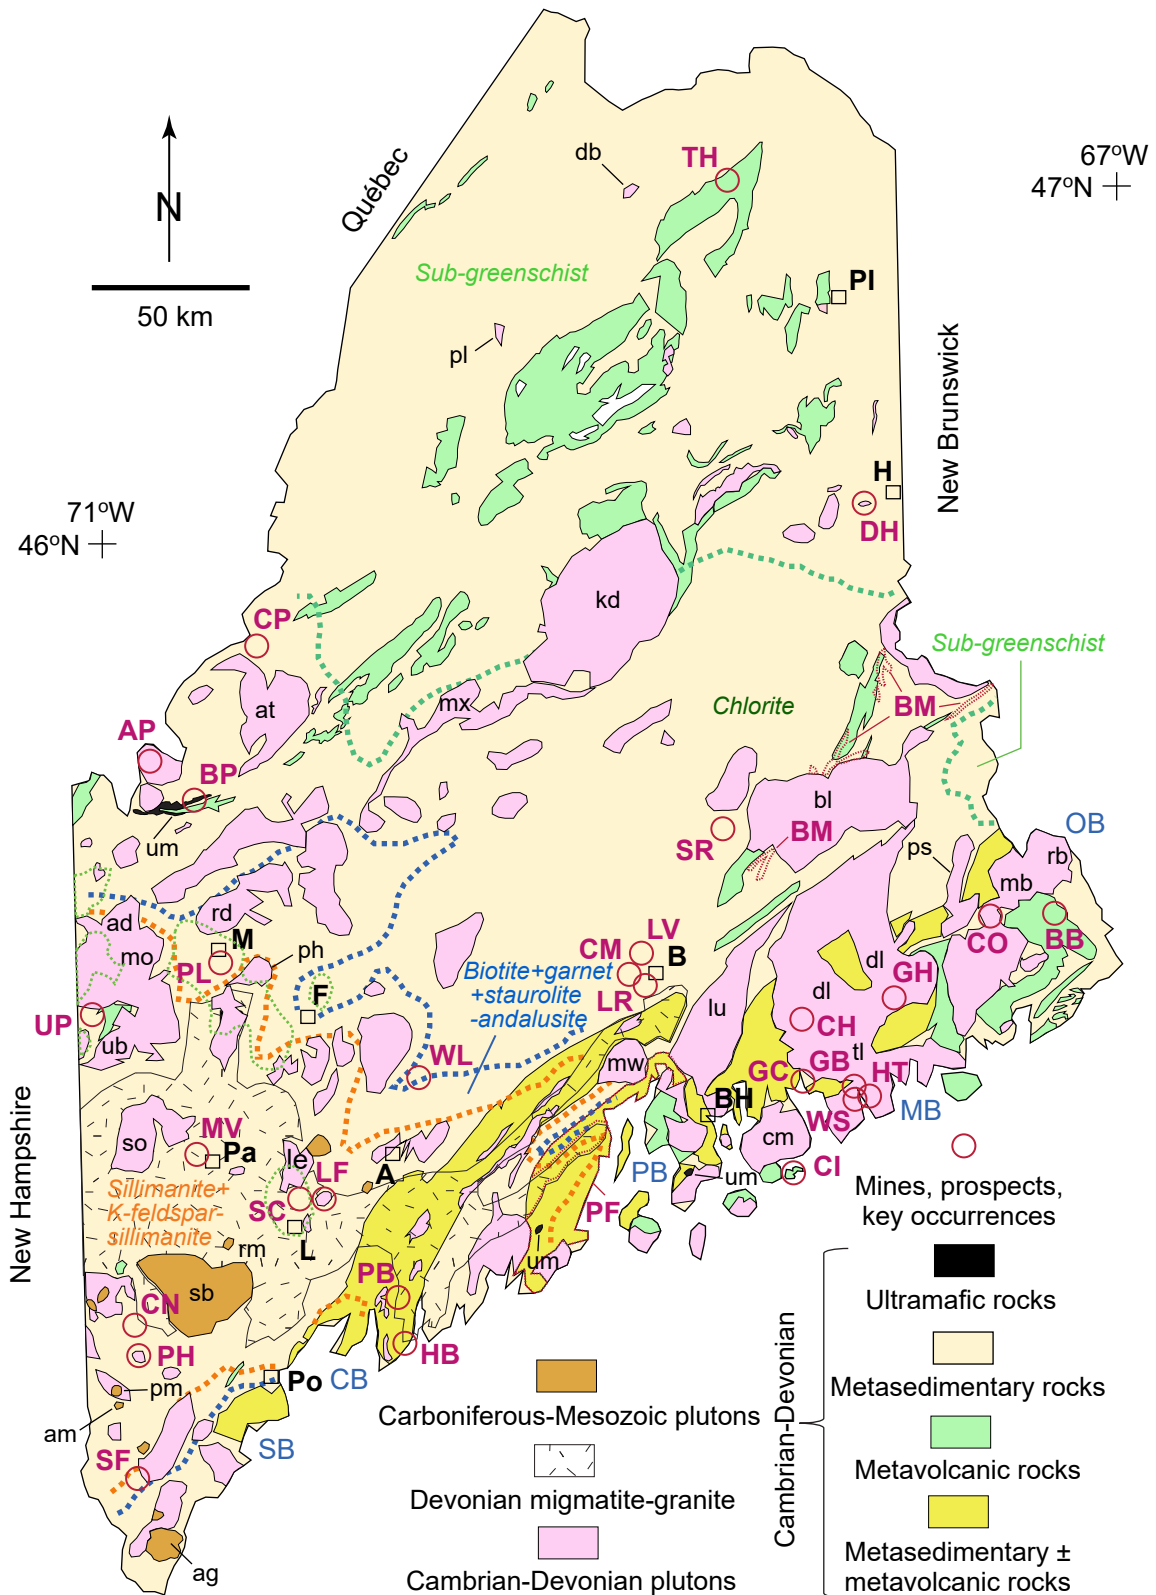 67°W
47°N
Québec
db
TH
N
Sub-greenschist
PI
50 km
pl
New Brunswick
H
71°W
46°N
DH
kd
CP
Sub-greenschist
at
mx
Chlorite
BM
AP
BP
bl
OB
um
SR
BM
ps
rb
mb
rd
ad
M
LV
CO
BB
mo
ph
CM
B
dl
PL
Biotite+garnet
+staurolite
-andalusite
GH
F
LR
dl
UP
lu
CH
ub
WL
mw
GC
GB
tl
HT
BH
WS
MB
MV
so
Pa
le
A
cm
New Hampshire
LF
PB
um
CI
Sillimanite+
K-feldspar-
sillimanite
SC
PF
Mines, prospects,
key occurrences
L
rm
um
sb
PB
Ultramafic rocks
CN
HB
PH
Po
CB
pm
Metasedimentary rocks
Carboniferous-Mesozoic plutons
am
SB
Cambrian-Devonian
SF
Metavolcanic rocks
Devonian migmatite-granite
ag
Metasedimentary ±
metavolcanic rocks
Cambrian-Devonian plutons